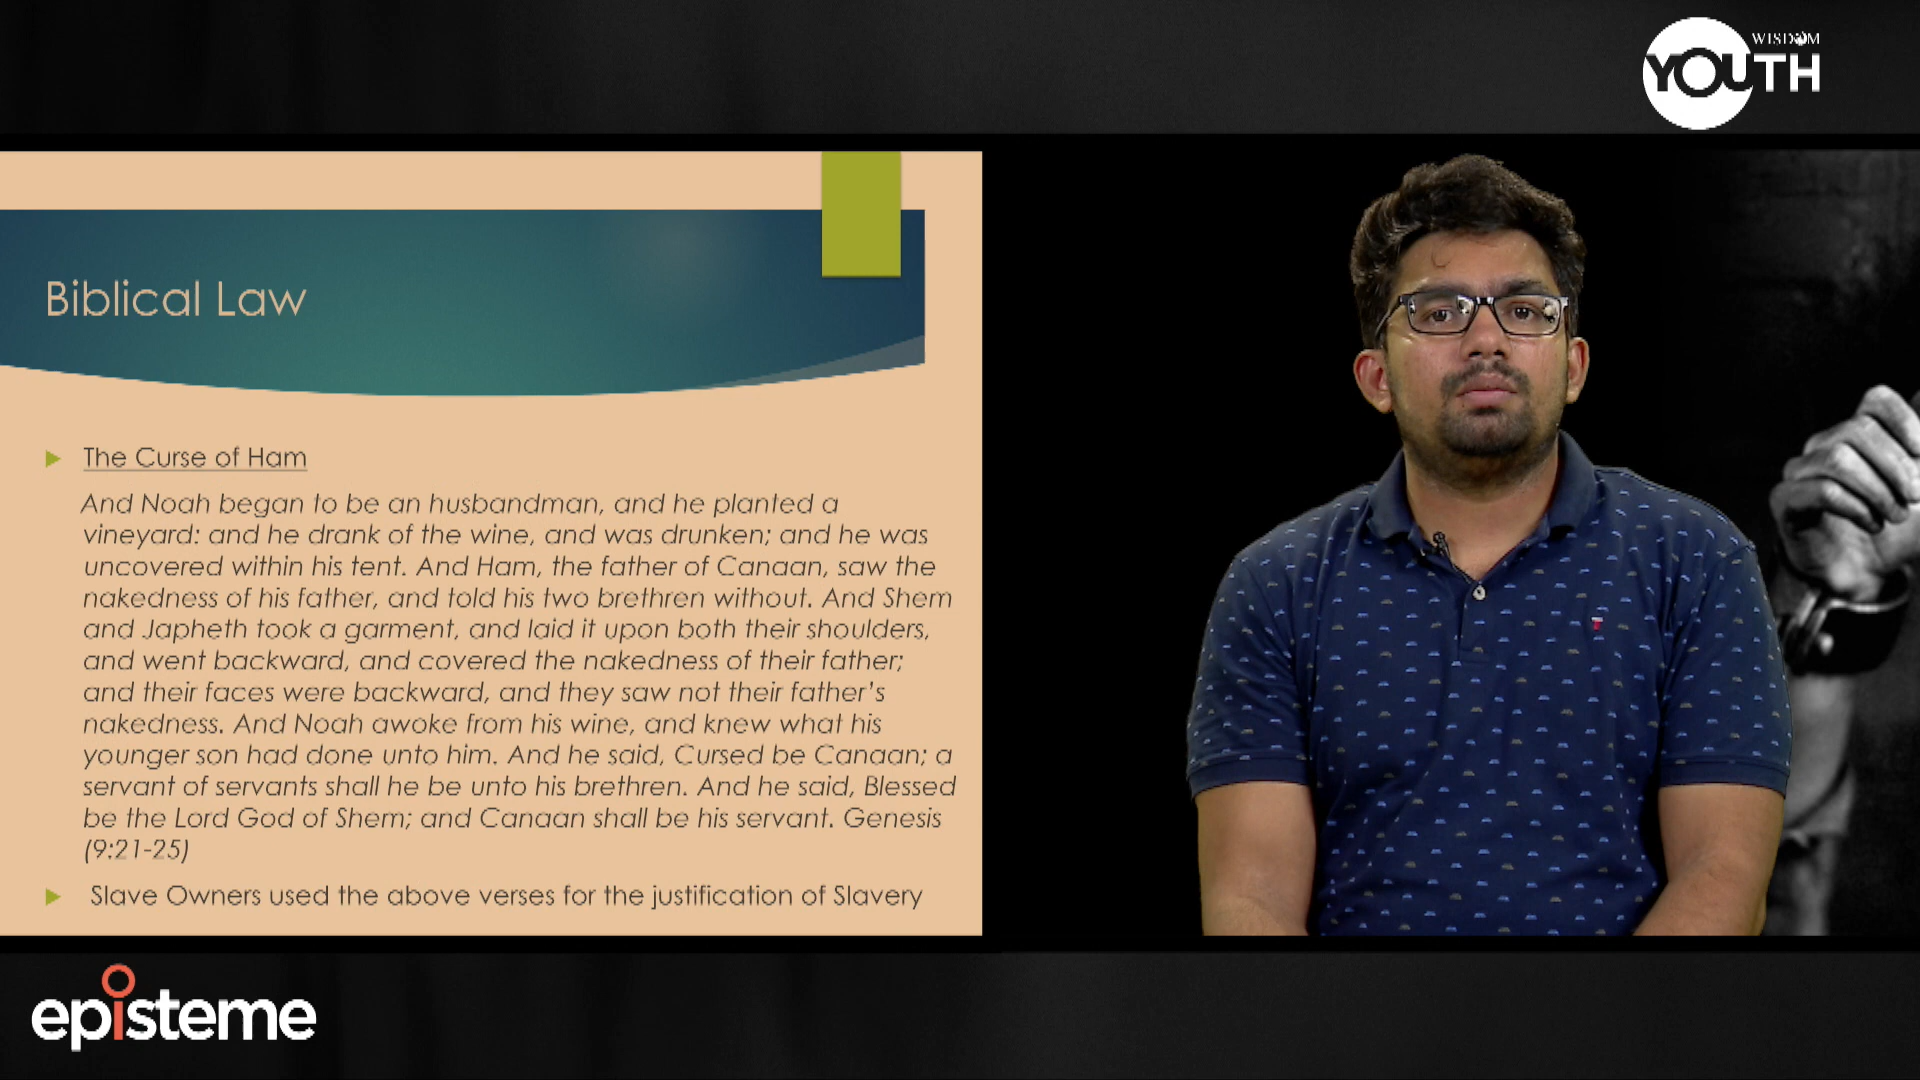 WISDOM
YOUTH
Biblical Law
The Curse of Ham
And Noah began to be an husbandman, and he planted a
vineyard: and he drank of the wine, and was drunken; and he was
uncovered within his tent. And Ham, the father of Canaan, saw the
nakedness of his father, and told his two brethren without. And Shem
and Japheth took a garment, and laid it upon both their shoulders,
and went backward, and covered the nakedness of their father;
and their faces were backward, and they saw not their father’s
nakedness. And Noah awoke from his wine, and knew what his
younger son had done unto him. And he said, Cursed be Canaan; a
servant of servants shall he be unto his brethren. And he said, Blessed
be the Lord God of Shem; and Canaan shall be his servant. Genesis
(9:21-25)
Slave Owners used the above verses for the justification of Slavery
episteme